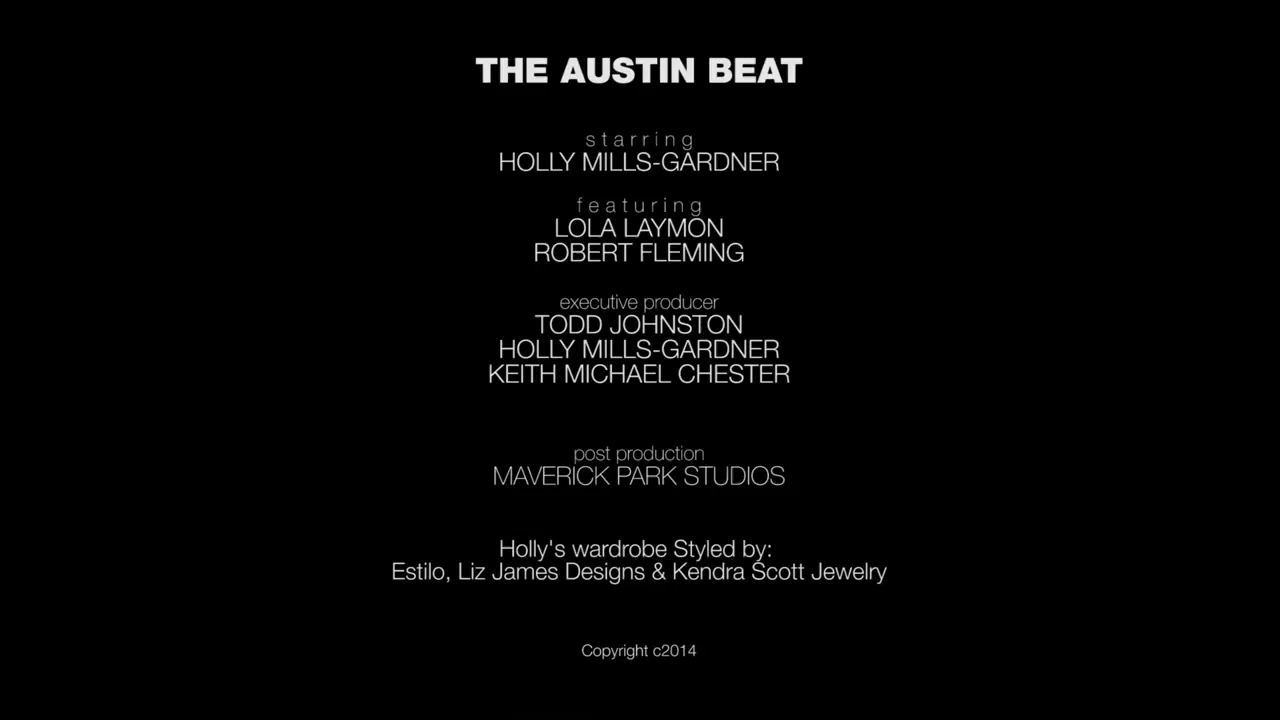 THE AUSTIN BEAT
starring
HOLLY MILLS-GARDNER
featuring
LOLA LAYMON
ROBERT FLEMING
executive producer
TODD JOHNSTON
HOLLY MILLS-GARDNER
KEITH MICHAEL CHESTER
post production
MAVERICK PARK STUDIOS
Holly's wardrobe Styled by:
Estilo, Liz James Designs & Kendra Scott Jewelry
Copyright c2014